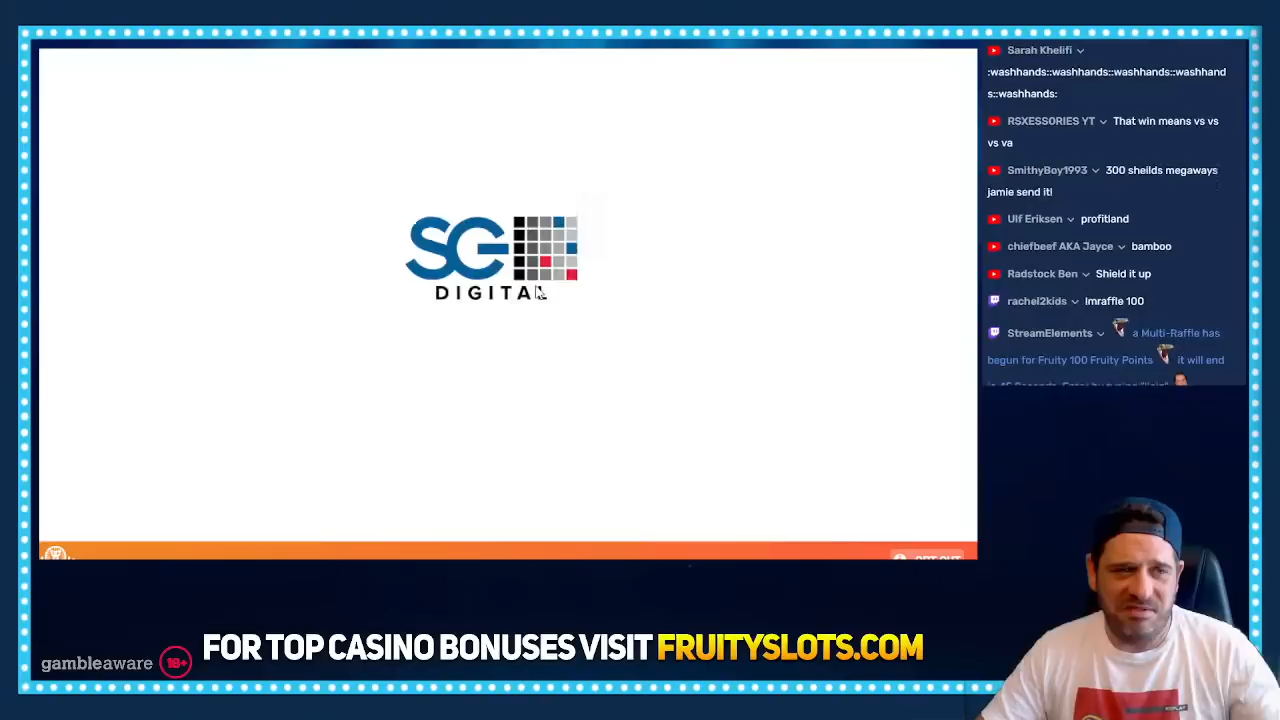 SG
DIGITAL
OPT OUT
Sarah Khelifi
:washhands::washhands::washhands::washhand
s::washhands:
RSXESSORIES YT That win means vs vs
vs va
SmithyBoy1993 300 sheilds megaways
jamie send it!
Ulf Eriksen profitland
chiefbeef AKA Jayce bamboo
Radstock Ben Shield it up
rachel2kids !mraffle 100
StreamElements a Multi-Raffle has
begun for Fruity 100 Fruity Points it will end
gambleaware 18+
FOR TOP CASINO BONUSES VISIT FRUITYSLOTS.COM